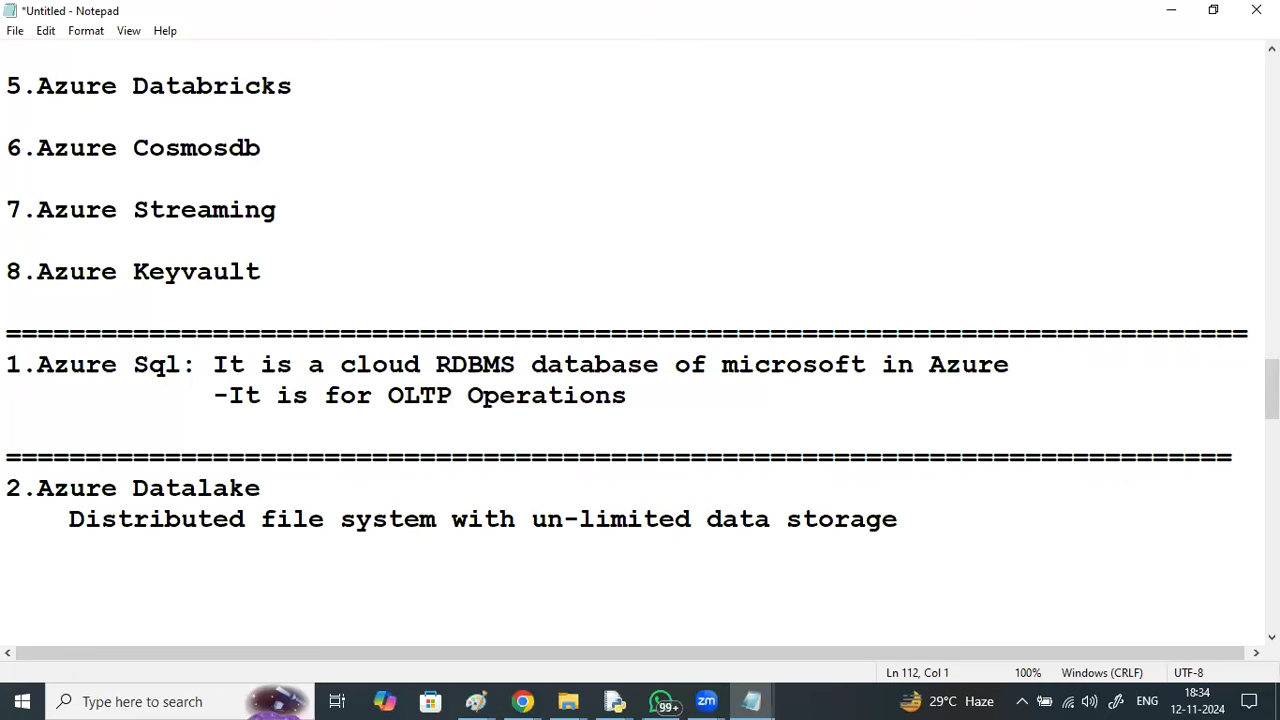 *Untitled - Notepad
File Edit Format View Help
5.Azure Databricks
6.Azure Cosmosdb
7.Azure Streaming
8.Azure Keyvault
==============================================================================
1.Azure Sql: It is a cloud RDBMS database of microsoft in Azure
-It is for OLTP Operations
=============================================================================
2.Azure Datalake
Distributed file system with un-limited data storage
Ln 112, Col 1 100% Windows (CRLF) UTF-8
Type here to search 99+ zm 29°C Haze ENG 18:34
12-11-2024